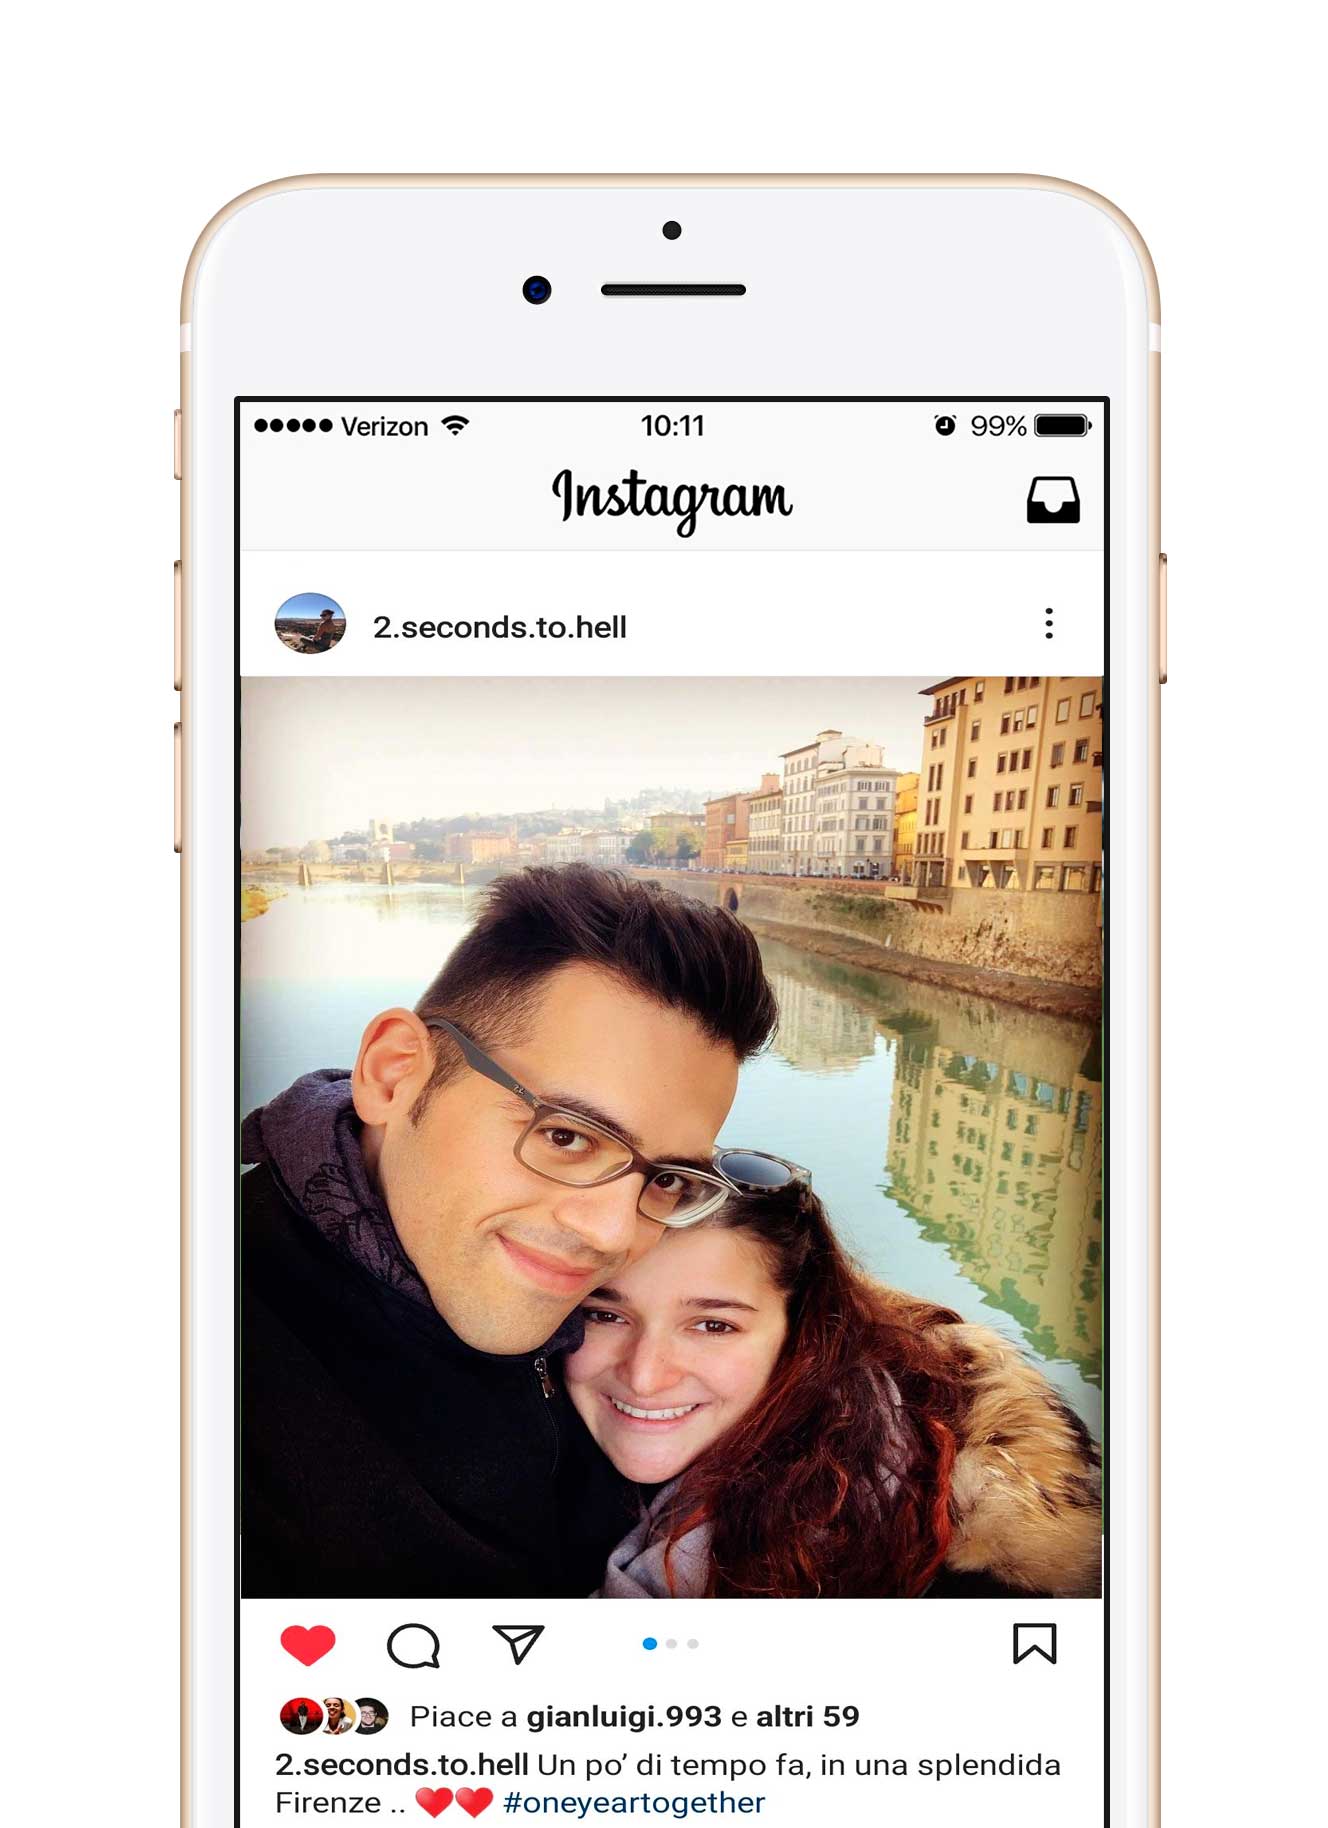 Verizon 10:11 99%
Instagram
2.seconds.to.hell
Piace a gianluigi.993 e altri 59
2.seconds.to.hell Un po’ di tempo fa, in una splendida
Firenze .. ❤️❤️ #oneyeartogether